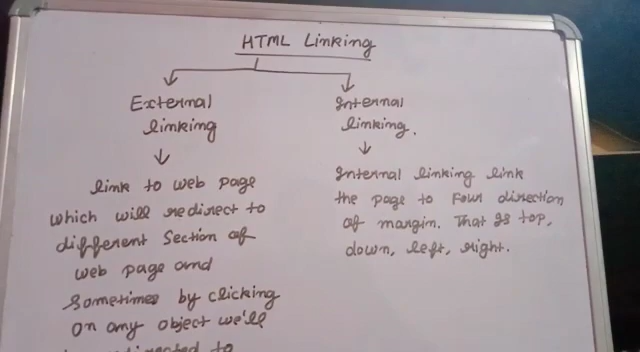 HTML Linking
External
linking
link to web page
which will redirect to
different Section of
web page and
sometimes by clicking
on any object we'll
to
Internal
linking.
Internal linking link
the page to Four direction
of margin. That Is top,
down, left, right.